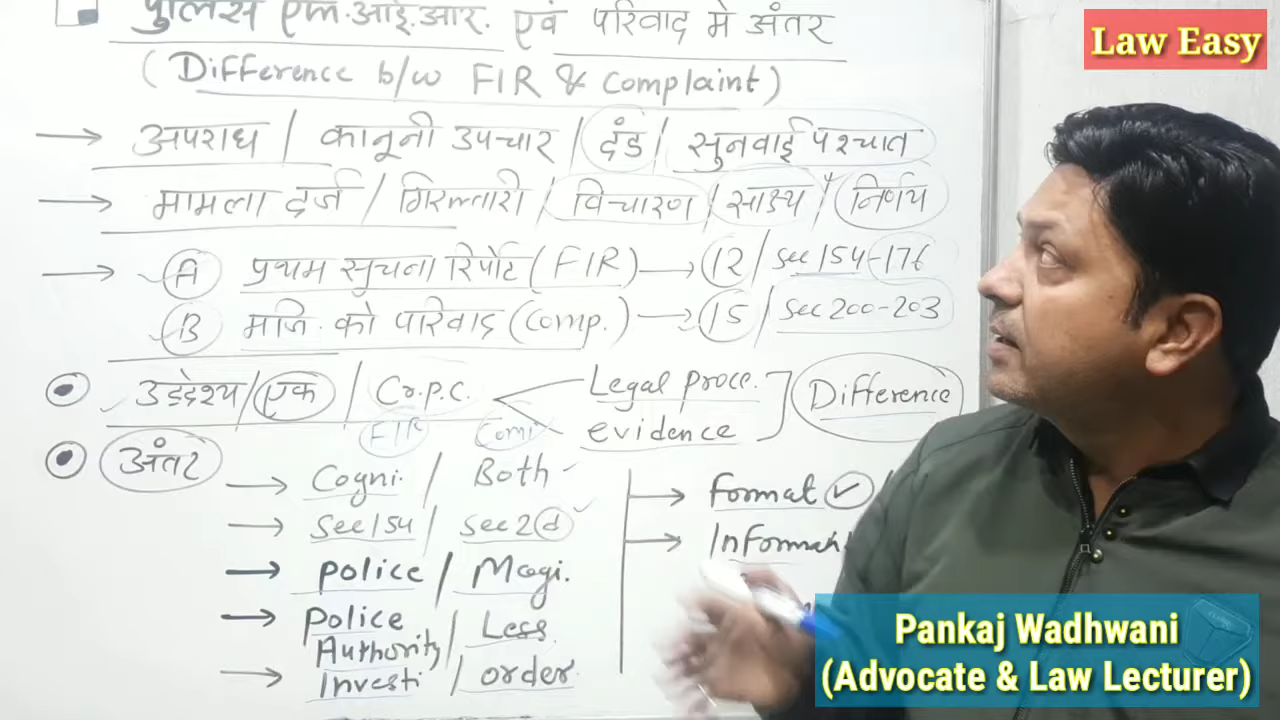 पुलिस एफ.आई.आर. एवं परिवाद में अंतर
Law Easy
(Difference b/w FIR & Complaint)
→ अपराध / कानूनी उपचार / दंड / सुनवाई पश्चात
→ मामला दर्ज / गिरफ्तारी / विचारण / साक्ष्य / निर्णय
→ A प्रथम सूचना रिर्पोट (FIR) → 12 / Sec 154-176
B मजि. को परिवाद (Comp.) → 15 / Sec 200-203
उद्देश्य / एक / Cr.p.c. Legal proce. Difference
evidence
FIR
अंतर
→ Cogni. / Both
→ Sec 154 / Sec 2 d
→ police / Magi.
→ Police Authority / Less
→ Investi / order
→ Format ✓
→ Informati
Pankaj Wadhwani
(Advocate & Law Lecturer)